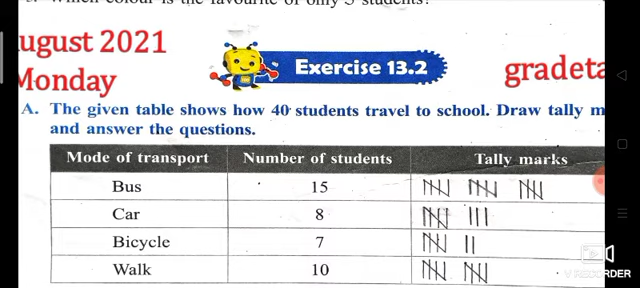 ugust 2021
Monday
Exercise 13.2
gradeta
A. The given table shows how 40 students travel to school. Draw tally m
and answer the questions.
Mode of transport Number of students Tally marks
Bus 15
Car 8
Bicycle 7
Walk 10